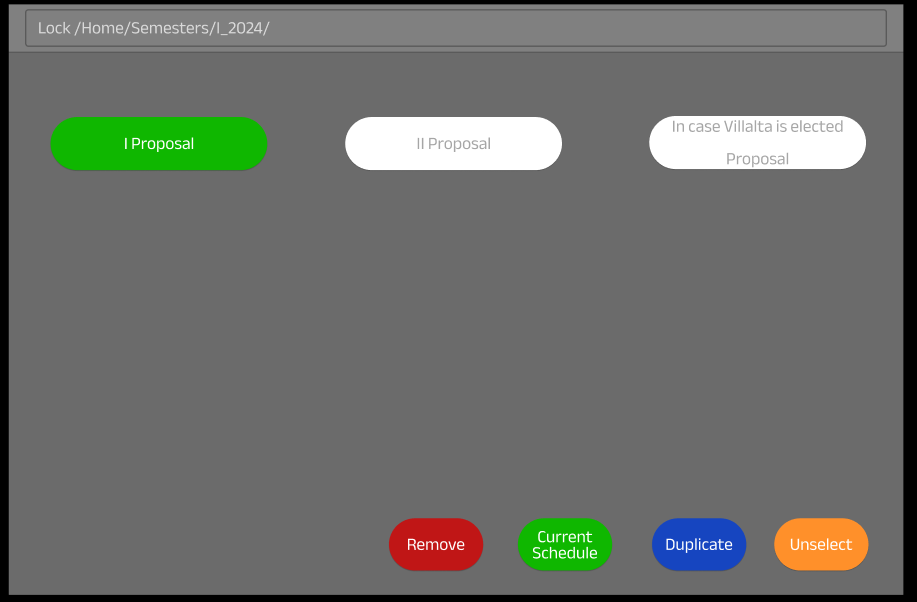 Lock /Home/Semesters/I_2024/
I Proposal
II Proposal
In case Villalta is elected
Proposal
Remove
Current
Schedule
Duplicate
Unselect